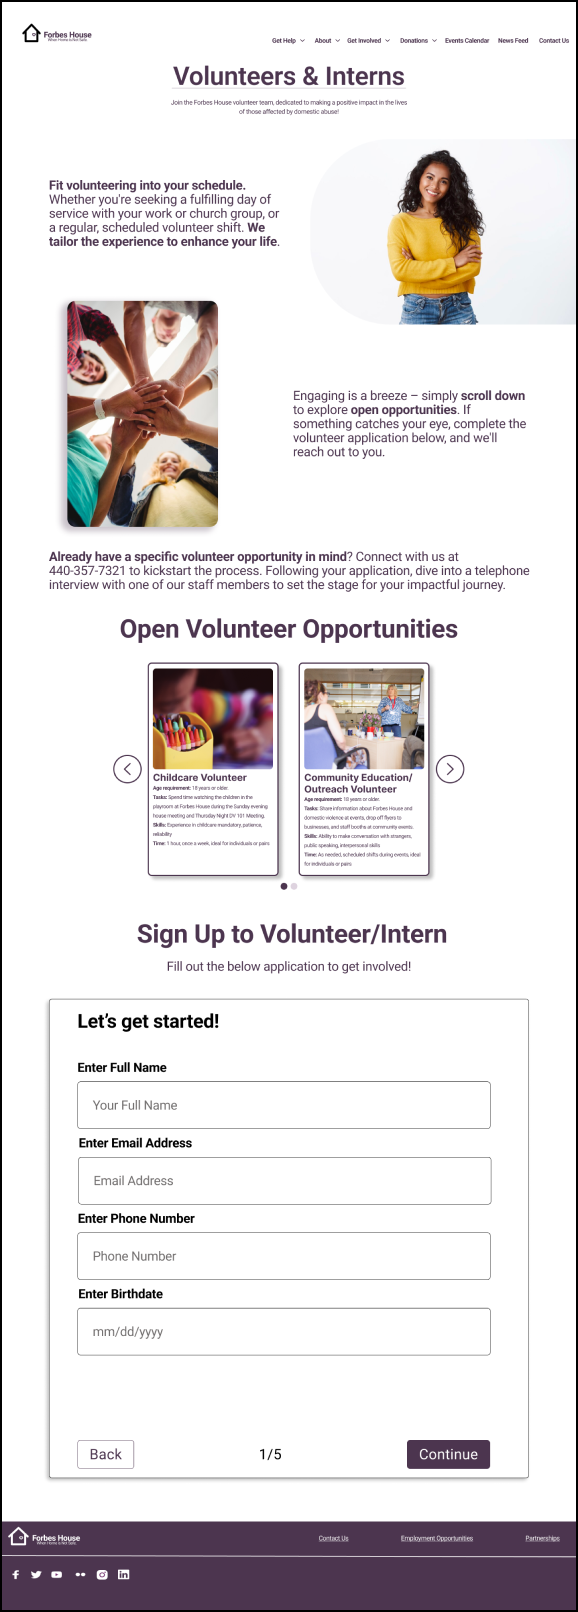 Forbes House
When Home is Not Safe.
Get Help
About
Get Involved
Donations
Events Calendar
News Feed
Contact Us
Volunteers & Interns
Join the Forbes House volunteer team, dedicated to making a positive impact in the lives
of those affected by domestic abuse!
Fit volunteering into your schedule.
Whether you're seeking a fulfilling day of
service with your work or church group, or
a regular, scheduled volunteer shift. We
tailor the experience to enhance your life.
Engaging is a breeze – simply scroll down
to explore open opportunities. If
something catches your eye, complete the
volunteer application below, and we'll
reach out to you.
Already have a specific volunteer opportunity in mind? Connect with us at
440-357-7321 to kickstart the process. Following your application, dive into a telephone
interview with one of our staff members to set the stage for your impactful journey.
Open Volunteer Opportunities
Childcare Volunteer
Age requirement: 18 years or older.
Tasks: Spend time watching the children in the
playroom at Forbes House during the Sunday evening
house meeting and Thursday Night DV 101 Meeting.
Skills: Experience in childcare mandatory, patience,
reliability
Time: 1 hour, once a week, ideal for individuals or pairs
Community Education/
Outreach Volunteer
Age requirement: 18 years or older.
Tasks: Share information about Forbes House and
domestic violence at events, drop off flyers to
businesses, and staff booths at community events.
Skills: Ability to make conversation with strangers,
public speaking, interpersonal skills
Time: As needed, scheduled shifts during events, ideal
for individuals or pairs
Sign Up to Volunteer/Intern
Fill out the below application to get involved!
Let's get started!
Enter Full Name
Your Full Name
Enter Email Address
Email Address
Enter Phone Number
Phone Number
Enter Birthdate
mm/dd/yyyy
Back
1/5
Continue
Forbes House
When Home is Not Safe.
Contact Us
Employment Opportunities
Partnerships